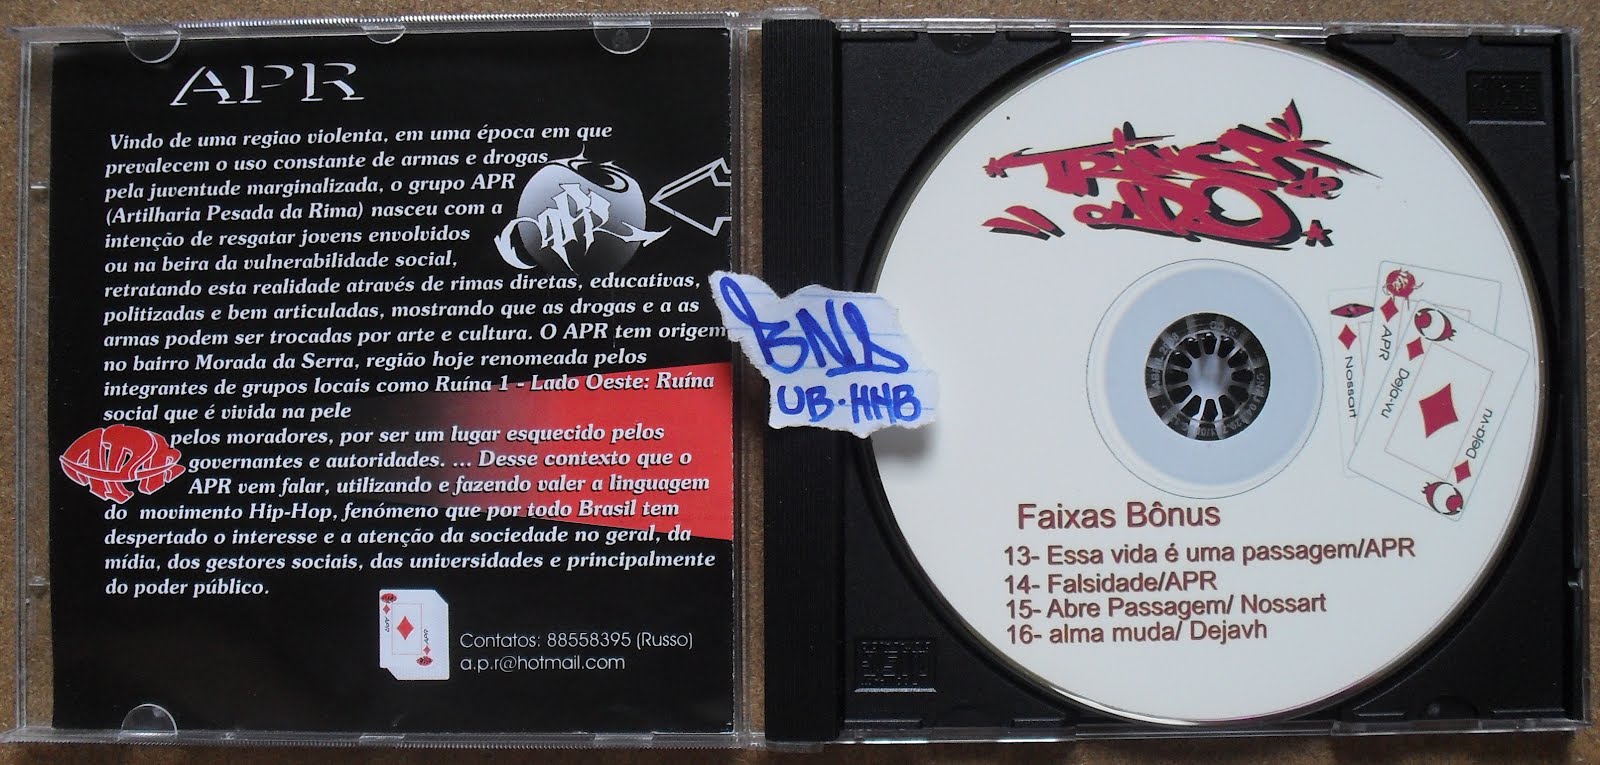 APR
Vindo de uma regiao violenta, em uma época em que
prevalecem o uso constante de armas e drogas
pela juventude marginalizada, o grupo APR
(Artilharia Pesada da Rima) nasceu com a
intenção de resgatar jovens envolvidos
ou na beira da vulnerabilidade social,
retratando esta realidade através de rimas diretas, educativas,
politizadas e bem articuladas, mostrando que as drogas e a as
armas podem ser trocadas por arte e cultura. O APR tem origem
no bairro Morada da Serra, região hoje renomeada pelos
integrantes de grupos locais como Ruína 1 - Lado Oeste: Ruína
social que é vivida na pele
pelos moradores, por ser um lugar esquecido pelos
governantes e autoridades. ... Desse contexto que o
APR vem falar, utilizando e fazendo valer a linguagem
do movimento Hip-Hop, fenómeno que por todo Brasil tem
despertado o interesse e a atenção da sociedade no geral, da
mídia, dos gestores sociais, das universidades e principalmente
do poder público.
APR
APR
APR
Contatos: 88558395 (Russo)
a.p.r@hotmail.com
BNL
UB·HHB
TRINCA de
OURO
Nossart
APR
Deja-vu
Deja-vu
Faixas Bônus
13- Essa vida é uma passagem/APR
14- Falsidade/APR
15- Abre Passagem/ Nossart
16- alma muda/ Dejavh